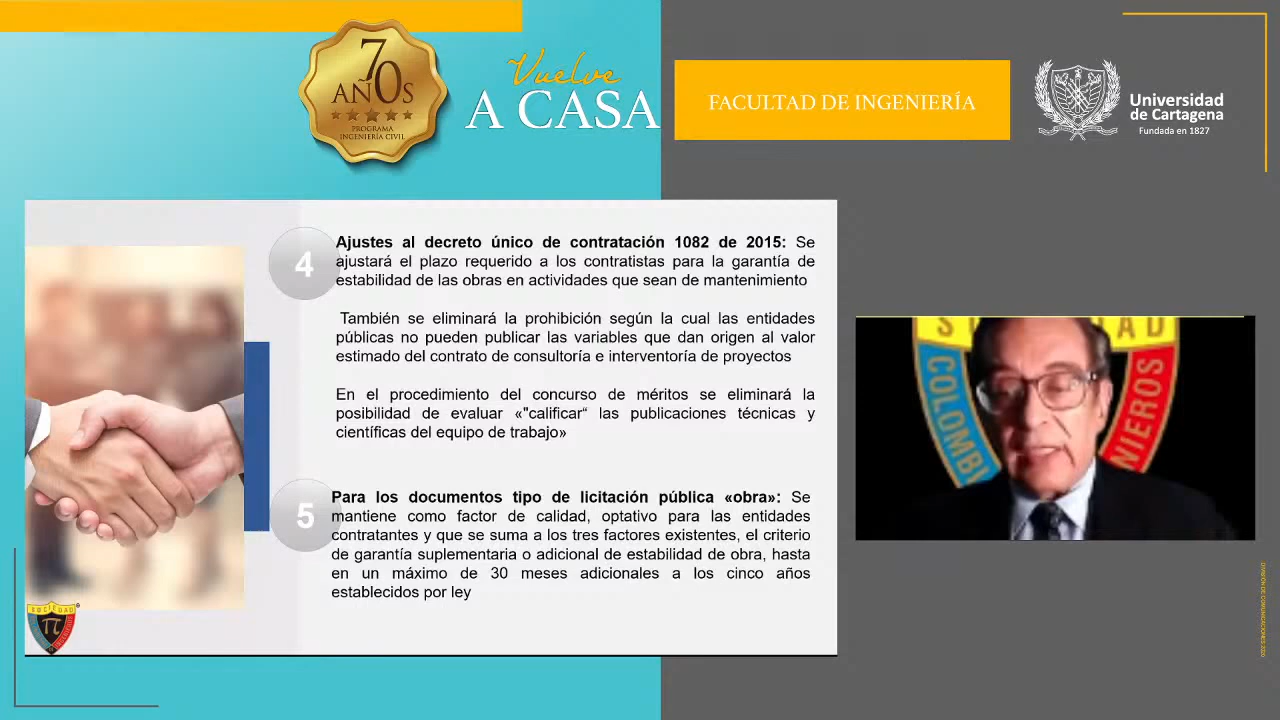 70
AÑOS
PROGRAMA
INGENIERÍA CIVIL
Vuelve
A CASA
FACULTAD DE INGENIERÍA
Universidad
de Cartagena
Fundada en 1827
4
Ajustes al decreto único de contratación 1082 de 2015: Se
ajustará el plazo requerido a los contratistas para la garantía de
estabilidad de las obras en actividades que sean de mantenimiento
También se eliminará la prohibición según la cual las entidades
públicas no pueden publicar las variables que dan origen al valor
estimado del contrato de consultoría e interventoría de proyectos
En el procedimiento del concurso de méritos se eliminará la
posibilidad de evaluar «"calificar“ las publicaciones técnicas y
científicas del equipo de trabajo»
5
Para los documentos tipo de licitación pública «obra»: Se
mantiene como factor de calidad, optativo para las entidades
contratantes y que se suma a los tres factores existentes, el criterio
de garantía suplementaria o adicional de estabilidad de obra, hasta
en un máximo de 30 meses adicionales a los cinco años
establecidos por ley
SOCIEDAD
π
DIVISIÓN DE COMUNICACIONES 2020